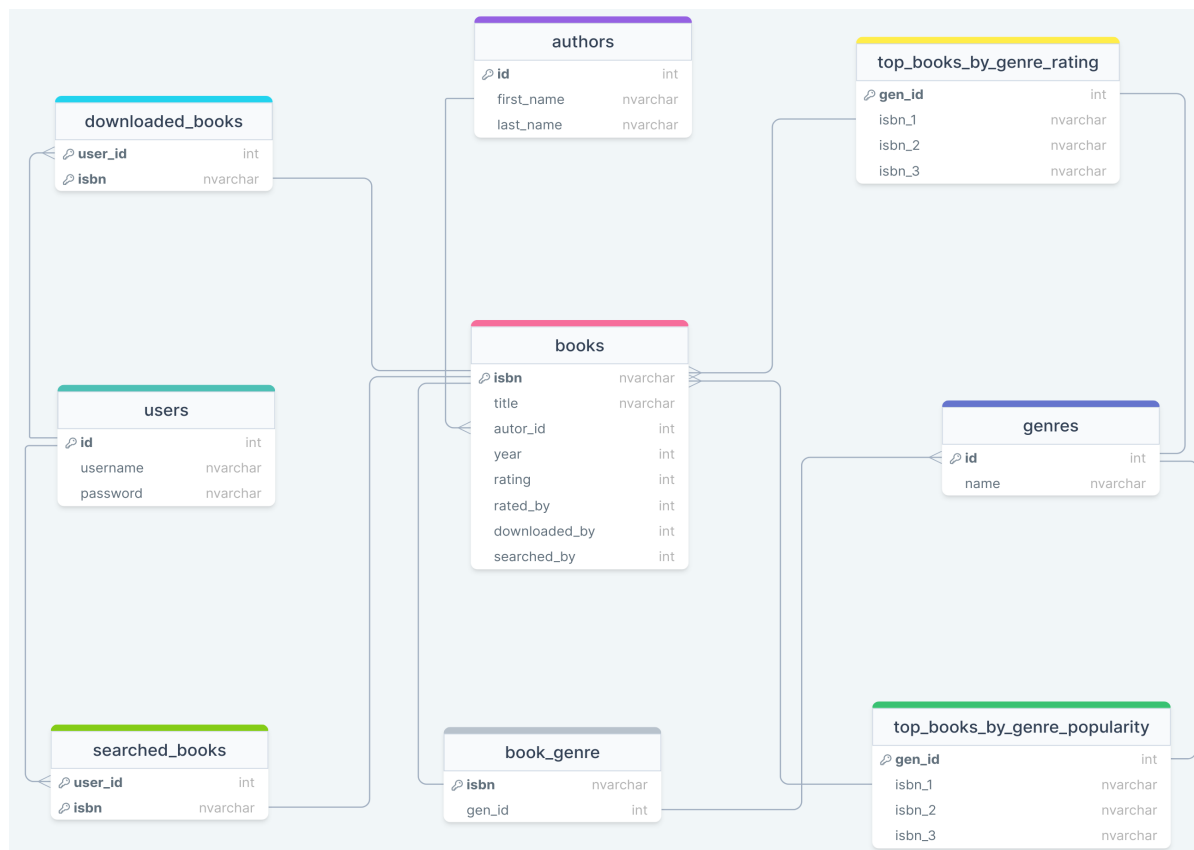 authors
id int
first_name nvarchar
last_name nvarchar
top_books_by_genre_rating
gen_id int
isbn_1 nvarchar
isbn_2 nvarchar
isbn_3 nvarchar
downloaded_books
user_id int
isbn nvarchar
books
isbn nvarchar
title nvarchar
autor_id int
year int
rating int
rated_by int
downloaded_by int
searched_by int
users
id int
username nvarchar
password nvarchar
genres
id int
name nvarchar
searched_books
user_id int
isbn nvarchar
book_genre
isbn nvarchar
gen_id int
top_books_by_genre_popularity
gen_id int
isbn_1 nvarchar
isbn_2 nvarchar
isbn_3 nvarchar